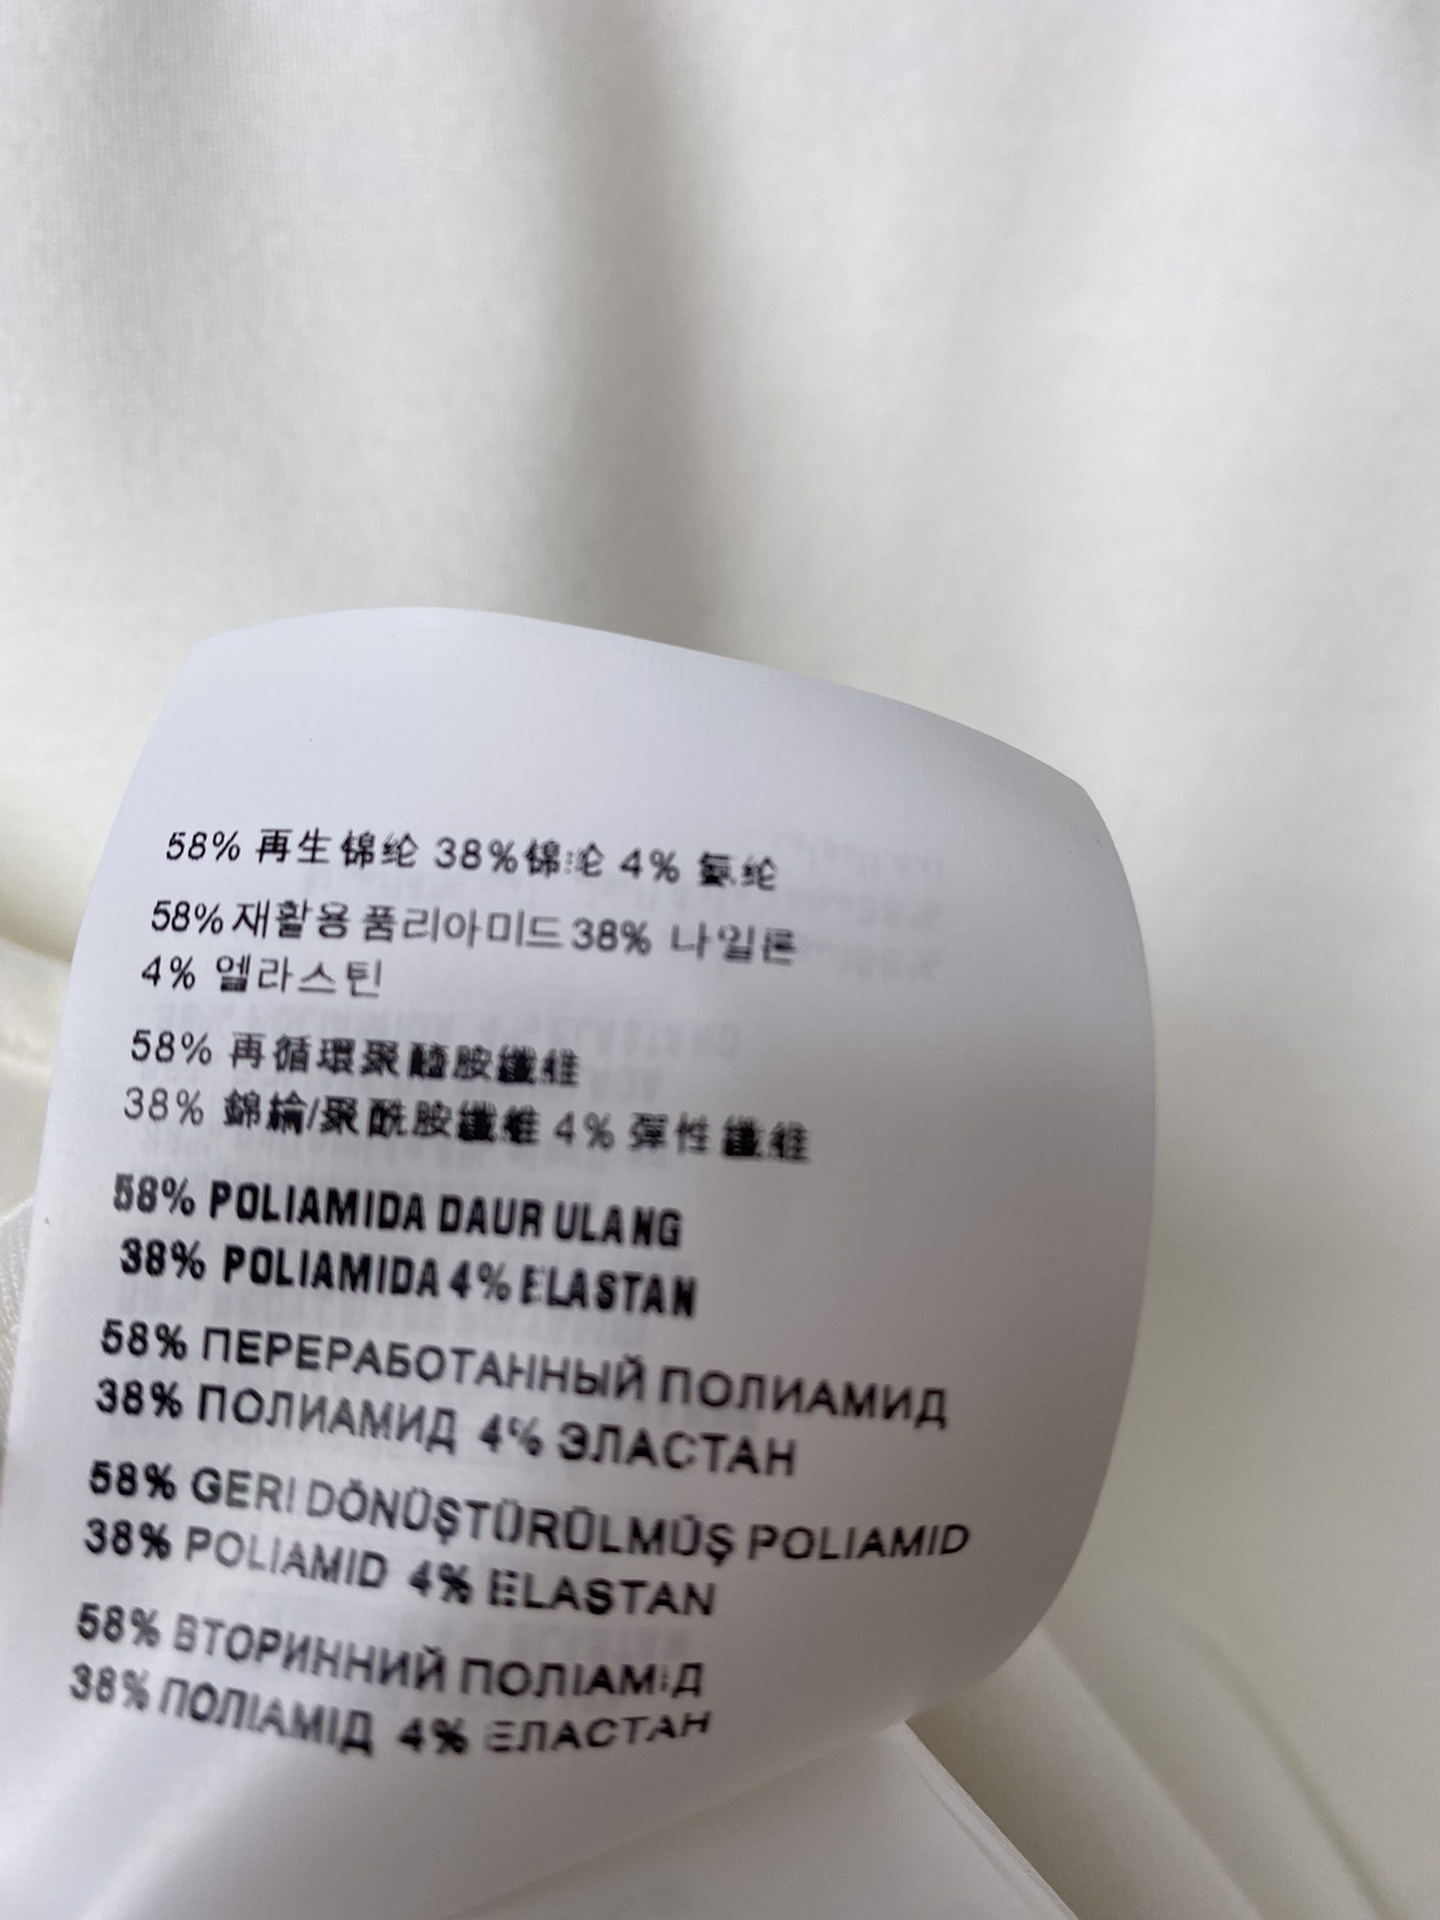 58% 再生锦纶 38%锦纶 4% 氨纶
58%재활용 품리아미드 38% 나일론
4% 엘라스틴
58% 再循環聚醯胺纖維
38% 錦綸/聚酰胺纖維 4% 彈性纖維
58% POLIAMIDA DAUR ULANG
38% POLIAMIDA 4% ELASTAN
58% ПЕРЕРАБОТАННЫЙ ПОЛИАМИД
38% ПОЛИАМИД 4% ЭЛАСТАН
58% GERI DÖNÜŞTÜRÜLMÜŞ POLIAMID
38% POLIAMID 4% ELASTAN
58% ВТОРИННИЙ ПОЛІАМІД
38% ПОЛІАМІД 4% ЕЛАСТАН